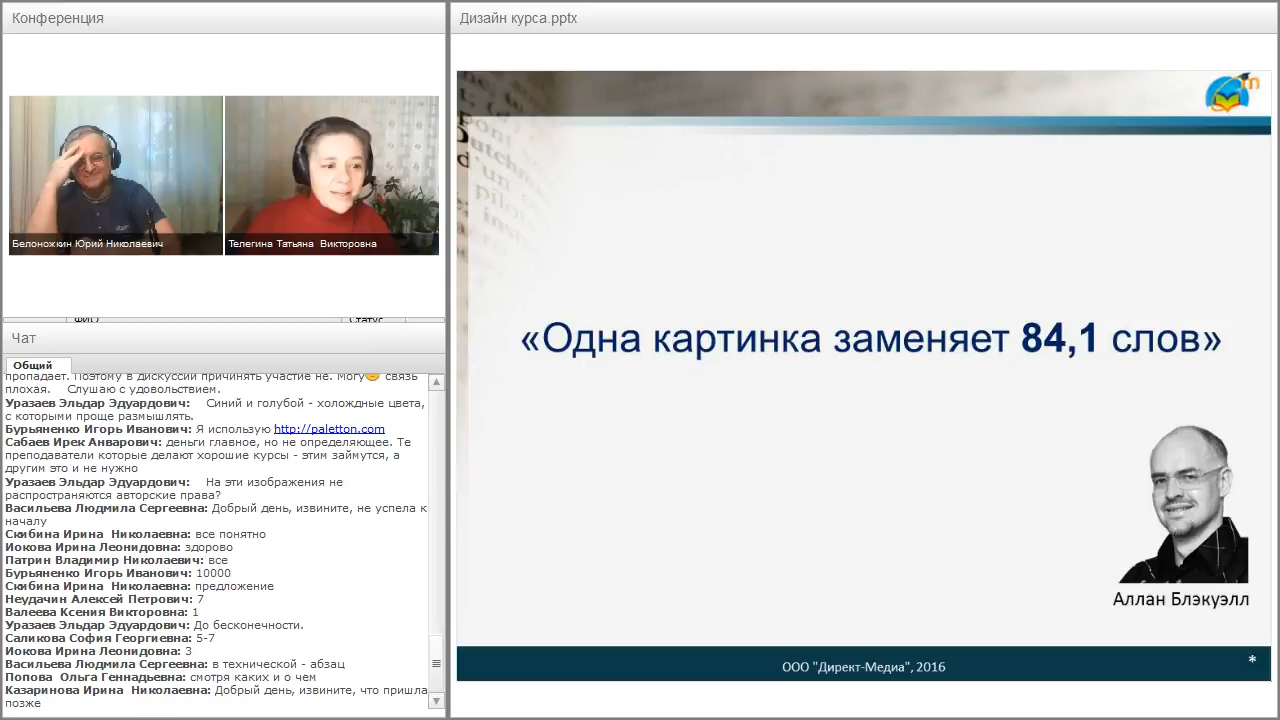 Конференция
Дизайн курса.pptx
Белоножкин Юрий Николаевич
Телегина Татьяна Викторовна
ФИО
Статус
Чат
Общий
пропадает. Поэтому в дискуссии причинять участие не. Могу связь
плохая. Слушаю с удовольствием.
Уразаев Эльдар Эдуардович: Синий и голубой - холождные цвета,
с которыми проще размышлять.
Бурьяненко Игорь Иванович: Я использую http://paletton.com
Сабаев Ирек Анварович: деньги главное, но не определяющее. Те
преподаватели которые делают хорошие курсы - этим займутся, а
другим это и не нужно
Уразаев Эльдар Эдуардович: На эти изображения не
распространяются авторские права?
Васильева Людмила Сергеевна: Добрый день, извините, не успела к
началу
Скибина Ирина Николаевна: все понятно
Иокова Ирина Леонидовна: здорово
Патрин Владимир Николаевич: все
Бурьяненко Игорь Иванович: 10000
Скибина Ирина Николаевна: предложение
Неудачин Алексей Петрович: 7
Валеева Ксения Викторовна: 1
Уразаев Эльдар Эдуардович: До бесконечности.
Саликова София Георгиевна: 5-7
Иокова Ирина Леонидовна: 3
Васильева Людмила Сергеевна: в технической - абзац
Попова Ольга Геннадьевна: смотря каких и о чем
Казаринова Ирина Николаевна: Добрый день, извините, что пришла
позже
«Одна картинка заменяет 84,1 слов»
Аллан Блэкуэлл
ООО "Директ-Медиа", 2016
*